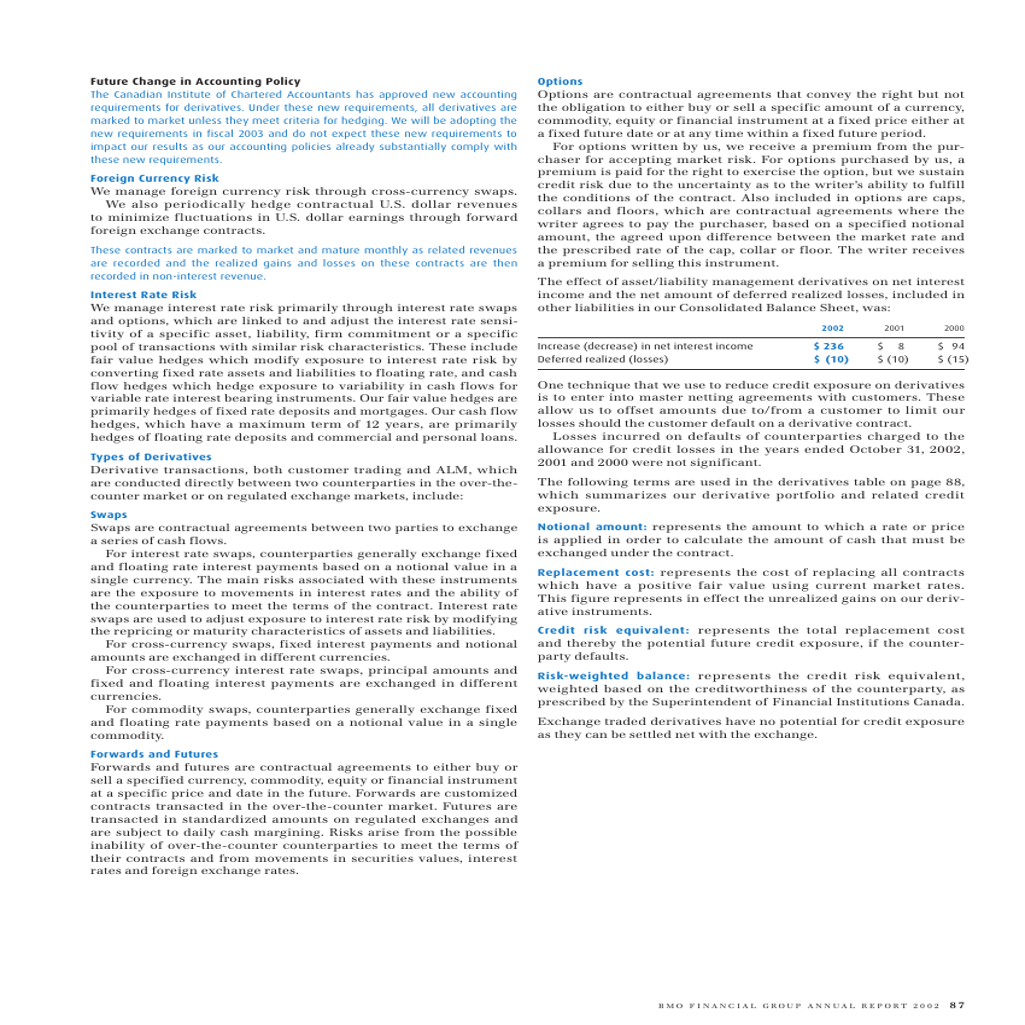 Future Change in Accounting Policy
The Canadian Institute of Chartered Accountants has approved new accounting
requirements for derivatives. Under these new requirements, all derivatives are
marked to market unless they meet criteria for hedging. We will be adopting the
new requirements in fiscal 2003 and do not expect these new requirements to
impact our results as our accounting policies already substantially comply with
these new requirements.
Foreign Currency Risk
We manage foreign currency risk through cross-currency swaps.
We also periodically hedge contractual U.S. dollar revenues
to minimize fluctuations in U.S. dollar earnings through forward
foreign exchange contracts.
These contracts are marked to market and mature monthly as related revenues
are recorded and the realized gains and losses on these contracts are then
recorded in non-interest revenue.
Interest Rate Risk
We manage interest rate risk primarily through interest rate swaps
and options, which are linked to and adjust the interest rate sensi-
tivity of a specific asset, liability, firm commitment or a specific
pool of transactions with similar risk characteristics. These include
fair value hedges which modify exposure to interest rate risk by
converting fixed rate assets and liabilities to floating rate, and cash
flow hedges which hedge exposure to variability in cash flows for
variable rate interest bearing instruments. Our fair value hedges are
primarily hedges of fixed rate deposits and mortgages. Our cash flow
hedges, which have a maximum term of 12 years, are primarily
hedges of floating rate deposits and commercial and personal loans.
Types of Derivatives
Derivative transactions, both customer trading and ALM, which
are conducted directly between two counterparties in the over-the-
counter market or on regulated exchange markets, include:
Swaps
Swaps are contractual agreements between two parties to exchange
a series of cash flows.
For interest rate swaps, counterparties generally exchange fixed
and floating rate interest payments based on a notional value in a
single currency. The main risks associated with these instruments
are the exposure to movements in interest rates and the ability of
the counterparties to meet the terms of the contract. Interest rate
swaps are used to adjust exposure to interest rate risk by modifying
the repricing or maturity characteristics of assets and liabilities.
For cross-currency swaps, fixed interest payments and notional
amounts are exchanged in different currencies.
For cross-currency interest rate swaps, principal amounts and
fixed and floating interest payments are exchanged in different
currencies.
For commodity swaps, counterparties generally exchange fixed
and floating rate payments based on a notional value in a single
commodity.
Forwards and Futures
Forwards and futures are contractual agreements to either buy or
sell a specified currency, commodity, equity or financial instrument
at a specific price and date in the future. Forwards are customized
contracts transacted in the over-the-counter market. Futures are
transacted in standardized amounts on regulated exchanges and
are subject to daily cash margining. Risks arise from the possible
inability of over-the-counter counterparties to meet the terms of
their contracts and from movements in securities values, interest
rates and foreign exchange rates.
Options
Options are contractual agreements that convey the right but not
the obligation to either buy or sell a specific amount of a currency,
commodity, equity or financial instrument at a fixed price either at
a fixed future date or at any time within a fixed future period.
For options written by us, we receive a premium from the pur-
chaser for accepting market risk. For options purchased by us, a
premium is paid for the right to exercise the option, but we sustain
credit risk due to the uncertainty as to the writer's ability to fulfill
the conditions of the contract. Also included in options are caps,
collars and floors, which are contractual agreements where the
writer agrees to pay the purchaser, based on a specified notional
amount, the agreed upon difference between the market rate and
the prescribed rate of the cap, collar or floor. The writer receives
a premium for selling this instrument.
The effect of asset/liability management derivatives on net interest
income and the net amount of deferred realized losses, included in
other liabilities in our Consolidated Balance Sheet, was:
2002 2001 2000
Increase (decrease) in net interest income $ 236 $ 8 $ 94
Deferred realized (losses) $ (10) $ (10) $ (15)
One technique that we use to reduce credit exposure on derivatives
is to enter into master netting agreements with customers. These
allow us to offset amounts due to/from a customer to limit our
losses should the customer default on a derivative contract.
Losses incurred on defaults of counterparties charged to the
allowance for credit losses in the years ended October 31, 2002,
2001 and 2000 were not significant.
The following terms are used in the derivatives table on page 88,
which summarizes our derivative portfolio and related credit
exposure.
Notional amount: represents the amount to which a rate or price
is applied in order to calculate the amount of cash that must be
exchanged under the contract.
Replacement cost: represents the cost of replacing all contracts
which have a positive fair value using current market rates.
This figure represents in effect the unrealized gains on our deriv-
ative instruments.
Credit risk equivalent: represents the total replacement cost
and thereby the potential future credit exposure, if the counter-
party defaults.
Risk-weighted balance: represents the credit risk equivalent,
weighted based on the creditworthiness of the counterparty, as
prescribed by the Superintendent of Financial Institutions Canada.
Exchange traded derivatives have no potential for credit exposure
as they can be settled net with the exchange.
BMO FINANCIAL GROUP ANNUAL REPORT 2002 87